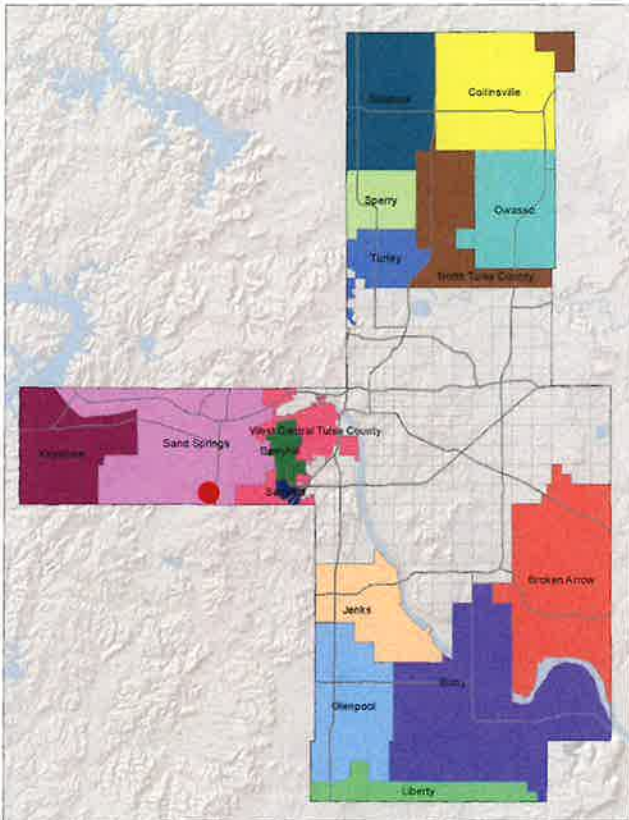 Collinsville
Sperry
Owasso
Turley
North Tulsa County
West Central Tulsa County
Sand Springs
Keystone
Berryhill
Broken Arrow
Jenks
Bixby
Glenpool
Liberty